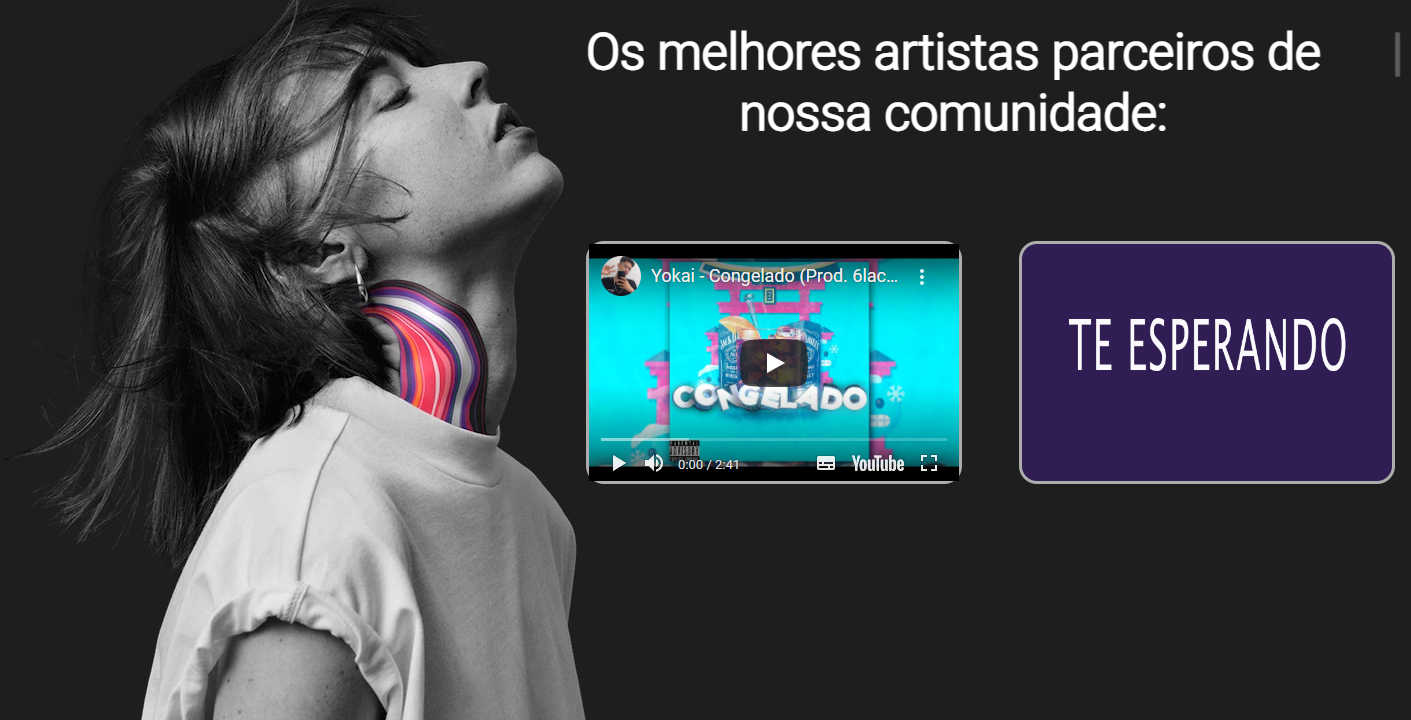 Os melhores artistas parceiros de
nossa comunidade:
Yokai - Congelado (Prod. 6lac...
CONGELADO
0:00 / 2:41
YouTube
TE ESPERANDO